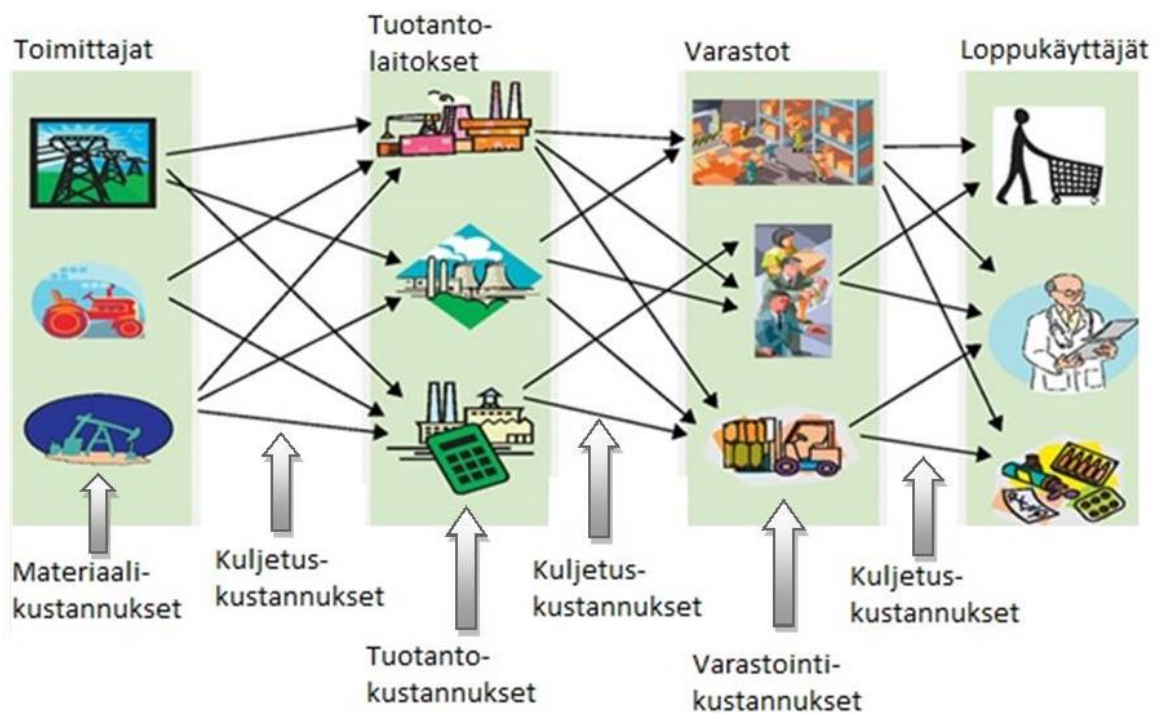 Toimittajat
Tuotanto-
laitokset
Varastot
Loppukäyttäjät
Materiaali-
kustannukset
Kuljetus-
kustannukset
Tuotanto-
kustannukset
Kuljetus-
kustannukset
Varastointi-
kustannukset
Kuljetus-
kustannukset